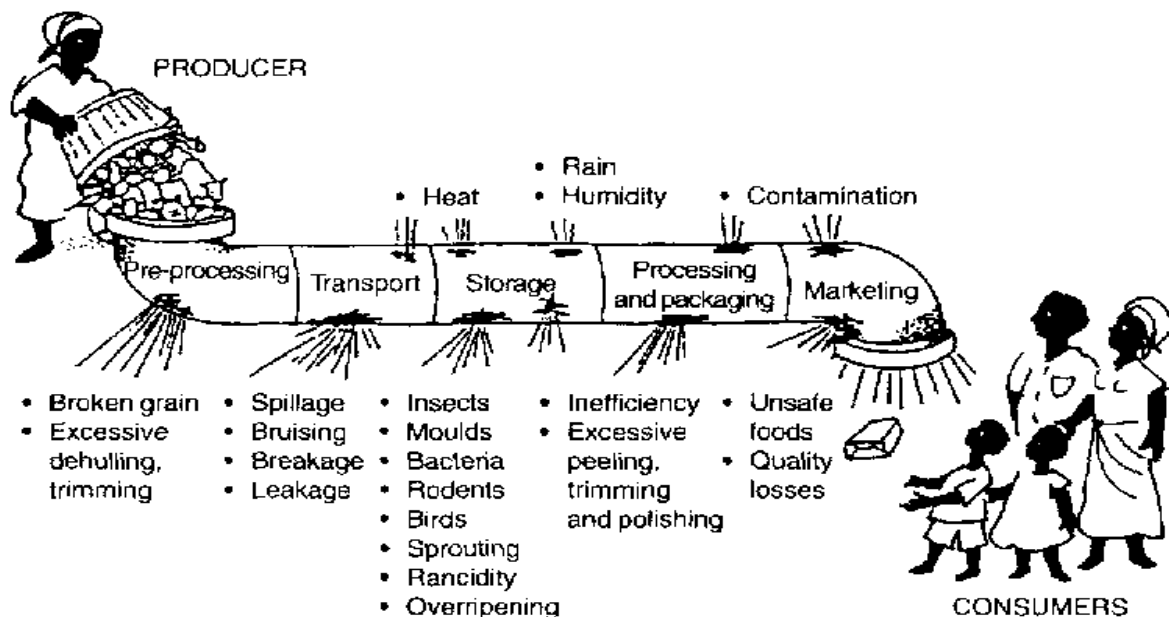 PRODUCER
• Heat
• Rain
• Humidity
• Contamination
Pre-processing
Transport
Storage
Processing
and packaging
Marketing
• Broken grain
• Excessive
dehulling,
trimming
• Spillage
• Bruising
• Breakage
• Leakage
• Insects
• Moulds
• Bacteria
• Rodents
• Birds
• Sprouting
• Rancidity
• Overripening
• Inefficiency
• Excessive
peeling,
trimming
and polishing
• Unsafe
foods
• Quality
losses
CONSUMERS